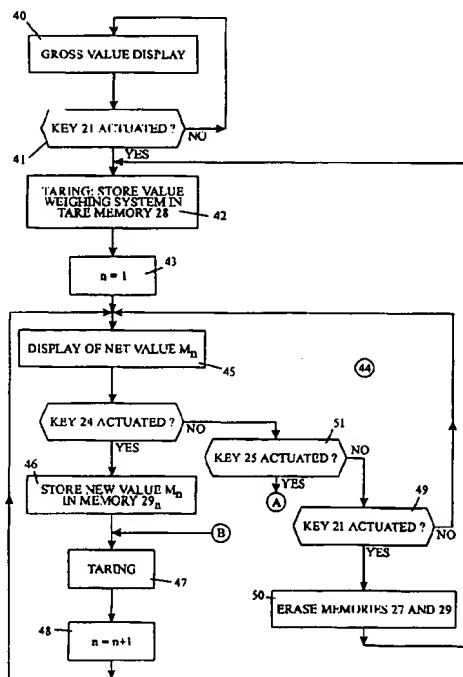 40
GROSS VALUE DISPLAY
KEY 21 ACTUATED ?
NO
41
YES
TARING: STORE VALUE
WEIGHING SYSTEM IN
TARE MEMORY 28
42
43
n = 1
DISPLAY OF NET VALUE Mn
45
44
KEY 24 ACTUATED ?
NO
51
YES
KEY 25 ACTUATED ?
NO
46
YES
49
STORE NEW VALUE Mn
IN MEMORY 29n
A
KEY 21 ACTUATED ?
NO
B
YES
TARING
47
50
ERASE MEMORIES 27 AND 29
48
n = n+1